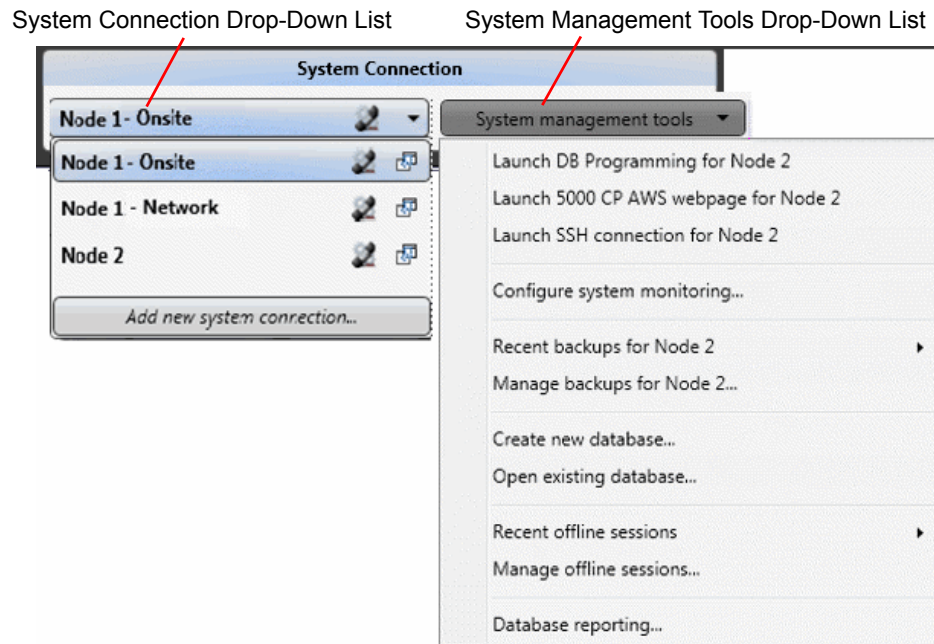 System Connection Drop-Down List
System Management Tools Drop-Down List
System Connection
Node 1- Onsite
System management tools
Node 1- Onsite
Node 1 - Network
Node 2
Add new system connection...
Launch DB Programming for Node 2
Launch 5000 CP AWS webpage for Node 2
Launch SSH connection for Node 2
Configure system monitoring...
Recent backups for Node 2
Manage backups for Node 2...
Create new database...
Open existing database...
Recent offline sessions
Manage offline sessions...
Database reporting...